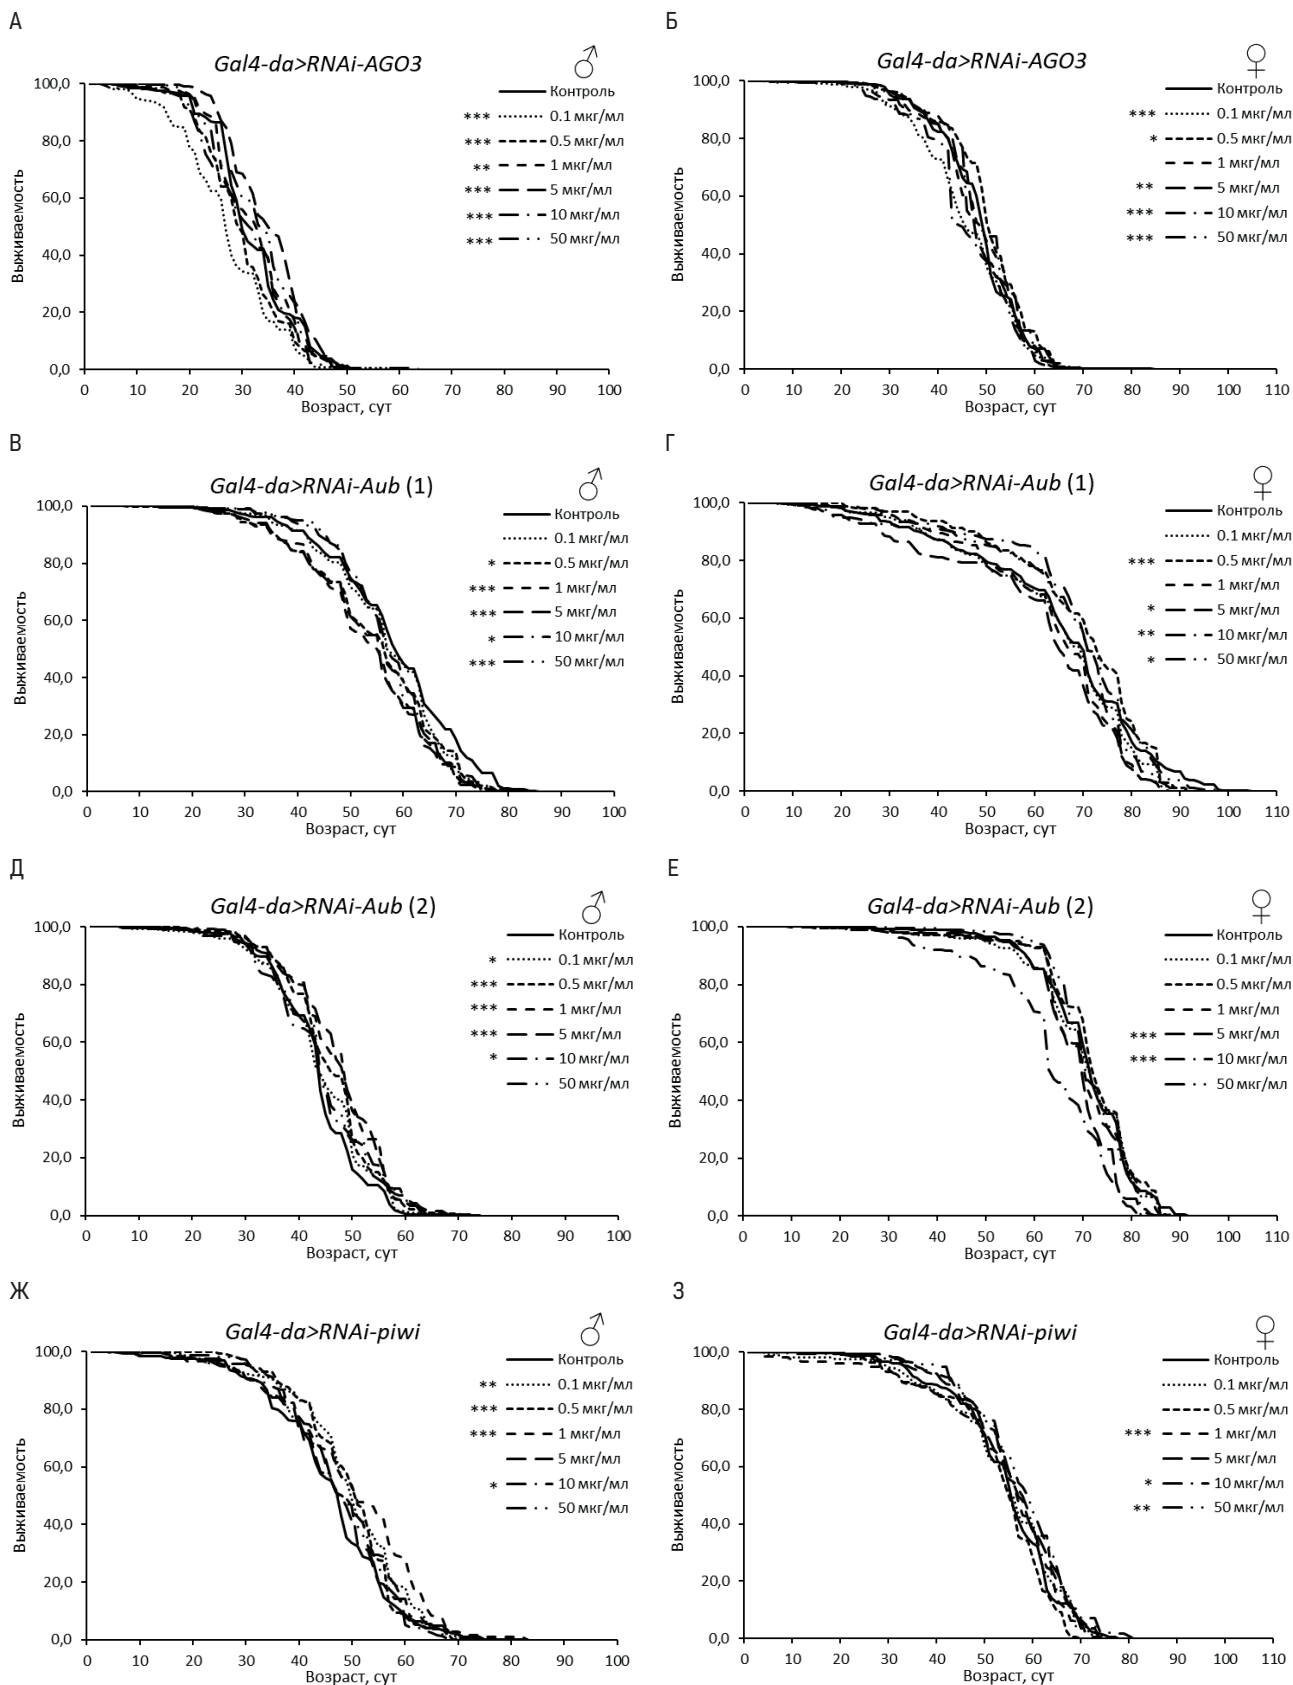 А
Gal4-da>RNAi-AGO3
♂
Выживаемость
100,0
80,0
60,0
40,0
20,0
0,0
Контроль
*** 0.1 мкг/мл
*** 0.5 мкг/мл
** 1 мкг/мл
*** 5 мкг/мл
*** 10 мкг/мл
*** 50 мкг/мл
0 10 20 30 40 50 60 70 80 90 100
Возраст, сут
Б
Gal4-da>RNAi-AGO3
♀
Выживаемость
100,0
80,0
60,0
40,0
20,0
0,0
Контроль
*** 0.1 мкг/мл
* 0.5 мкг/мл
1 мкг/мл
** 5 мкг/мл
*** 10 мкг/мл
*** 50 мкг/мл
0 10 20 30 40 50 60 70 80 90 100 110
Возраст, сут
В
Gal4-da>RNAi-Aub (1)
♂
Выживаемость
100,0
80,0
60,0
40,0
20,0
0,0
Контроль
0.1 мкг/мл
* 0.5 мкг/мл
*** 1 мкг/мл
*** 5 мкг/мл
* 10 мкг/мл
*** 50 мкг/мл
0 10 20 30 40 50 60 70 80 90 100
Возраст, сут
Г
Gal4-da>RNAi-Aub (1)
♀
Выживаемость
100,0
80,0
60,0
40,0
20,0
0,0
Контроль
0.1 мкг/мл
*** 0.5 мкг/мл
1 мкг/мл
* 5 мкг/мл
** 10 мкг/мл
* 50 мкг/мл
0 10 20 30 40 50 60 70 80 90 100 110
Возраст, сут
Д
Gal4-da>RNAi-Aub (2)
♂
Выживаемость
100,0
80,0
60,0
40,0
20,0
0,0
Контроль
* 0.1 мкг/мл
*** 0.5 мкг/мл
*** 1 мкг/мл
*** 5 мкг/мл
* 10 мкг/мл
50 мкг/мл
0 10 20 30 40 50 60 70 80 90 100
Возраст, сут
Е
Gal4-da>RNAi-Aub (2)
♀
Выживаемость
100,0
80,0
60,0
40,0
20,0
0,0
Контроль
0.1 мкг/мл
0.5 мкг/мл
1 мкг/мл
*** 5 мкг/мл
*** 10 мкг/мл
50 мкг/мл
0 10 20 30 40 50 60 70 80 90 100 110
Возраст, сут
Ж
Gal4-da>RNAi-piwi
♂
Выживаемость
100,0
80,0
60,0
40,0
20,0
0,0
Контроль
** 0.1 мкг/мл
*** 0.5 мкг/мл
*** 1 мкг/мл
5 мкг/мл
* 10 мкг/мл
50 мкг/мл
0 10 20 30 40 50 60 70 80 90 100
Возраст, сут
З
Gal4-da>RNAi-piwi
♀
Выживаемость
100,0
80,0
60,0
40,0
20,0
0,0
Контроль
0.1 мкг/мл
0.5 мкг/мл
*** 1 мкг/мл
5 мкг/мл
* 10 мкг/мл
** 50 мкг/мл
0 10 20 30 40 50 60 70 80 90 100 110
Возраст, сут